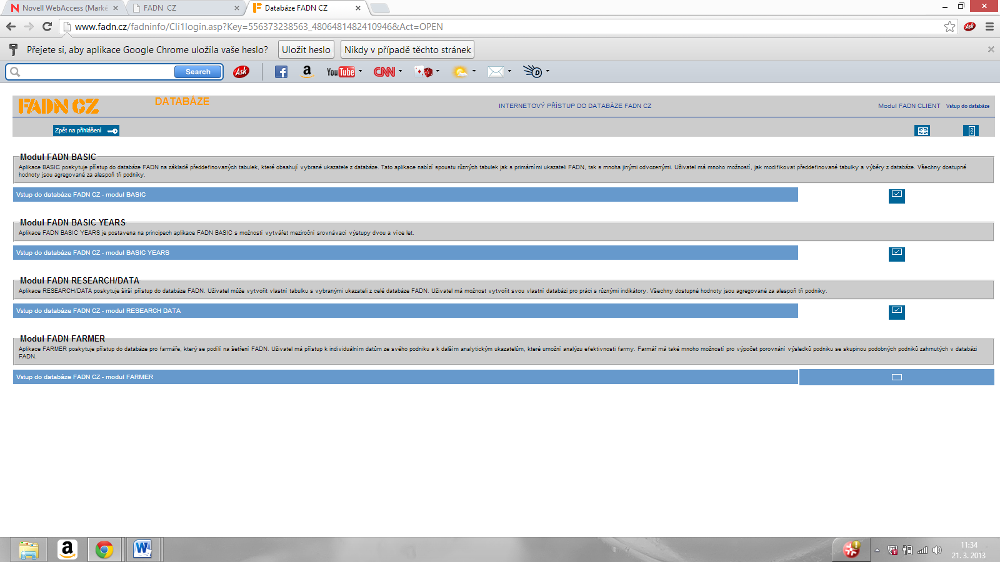 Novell WebAccess (Marké
FADN CZ
Databáze FADN CZ
www.fadn.cz/fadninfo/Cli1login.asp?Key=556373238563_4806481482410946&Act=OPEN
Ask
Přejete si, aby aplikace Google Chrome uložila vaše heslo?
Uložit heslo
Nikdy v případě těchto stránek
Search
Ask
a
YouTube
CNN
D
FADN CZ
DATABÁZE
INTERNETOVÝ PŘÍSTUP DO DATABÁZE FADN CZ
Modul FADN CLIENT
Vstup do databáze
Zpět na přihlášení
Modul FADN BASIC
Aplikace BASIC poskytuje přístup do databáze FADN na základě předdefinovaných tabulek, které obsahují vybrané ukazatele z databáze. Tato aplikace nabízí spoustu různých tabulek jak s primárními ukazateli FADN, tak s mnoha jinými odvozenými. Uživatel má mnoho možností, jak modifikovat předdefinované tabulky a výběry z databáze. Všechny dostupné
hodnoty jsou agregované za alespoň tři podniky.
Vstup do databáze FADN CZ - modul BASIC
Modul FADN BASIC YEARS
Aplikace FADN BASIC YEARS je postavena na principech aplikace FADN BASIC s možností vytvářet meziroční srovnávací výstupy dvou a více let.
Vstup do databáze FADN CZ - modul BASIC YEARS
Modul FADN RESEARCH/DATA
Aplikace RESEARCH/DATA poskytuje širší přístup do databáze FADN. Uživatel může vytvořit vlastní tabulku s vybranými ukazateli z celé databáze FADN. Uživatel má možnost vytvořit svou vlastní databázi pro práci s různými indikátory. Všechny dostupné hodnoty jsou agregované za alespoň tři podniky.
Vstup do databáze FADN CZ - modul RESEARCH DATA
Modul FADN FARMER
Aplikace FARMER poskytuje přístup do databáze pro farmáře, který se podílí na šetření FADN. Uživatel má přístup k individuálním datům ze svého podniku a k dalším analytickým ukazatelům, které umožní analýzu efektivnosti farmy. Farmář má také mnoho možností pro výpočet porovnání výsledků podniku se skupinou podobných podniků zahrnutých v databázi
FADN.
Vstup do databáze FADN CZ - modul FARMER
a
W
11:34
21. 3. 2013